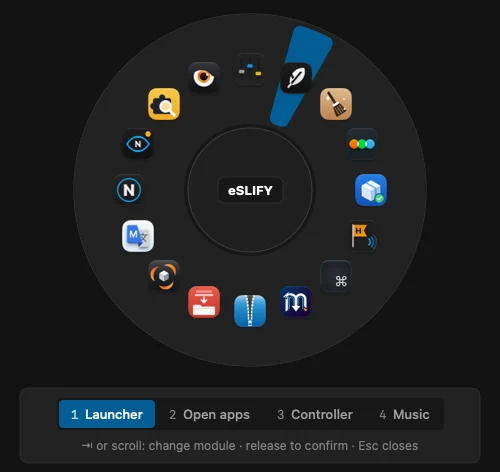 N
N
M
H
⌘
m
eSLIFY
1 Launcher 2 Open apps 3 Controller 4 Music
⇥ or scroll: change module · release to confirm · Esc closes